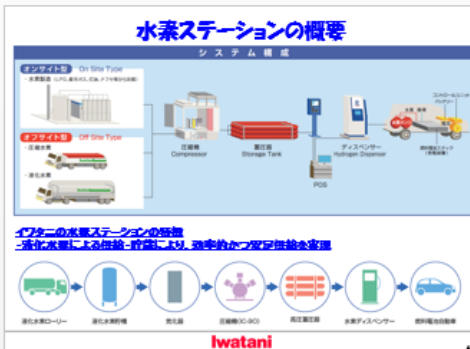 水素ステーションの概要
システム構成
オンサイト型 On Site Type
オフサイト型 Off Site Type
・圧縮水素
・液化水素
圧縮機
Compressor
蓄圧器
Storage Tank
POS
ディスペンサー
Hydrogen Dispenser
イワタニの水素ステーションの特徴
-液化水素による供給・貯蔵により、効率的かつ安定供給を実現
液化水素ローリー
液化水素貯槽
気化器
圧縮機(IC-90)
高圧蓄圧器
水素ディスペンサー
燃料電池自動車
Iwatani